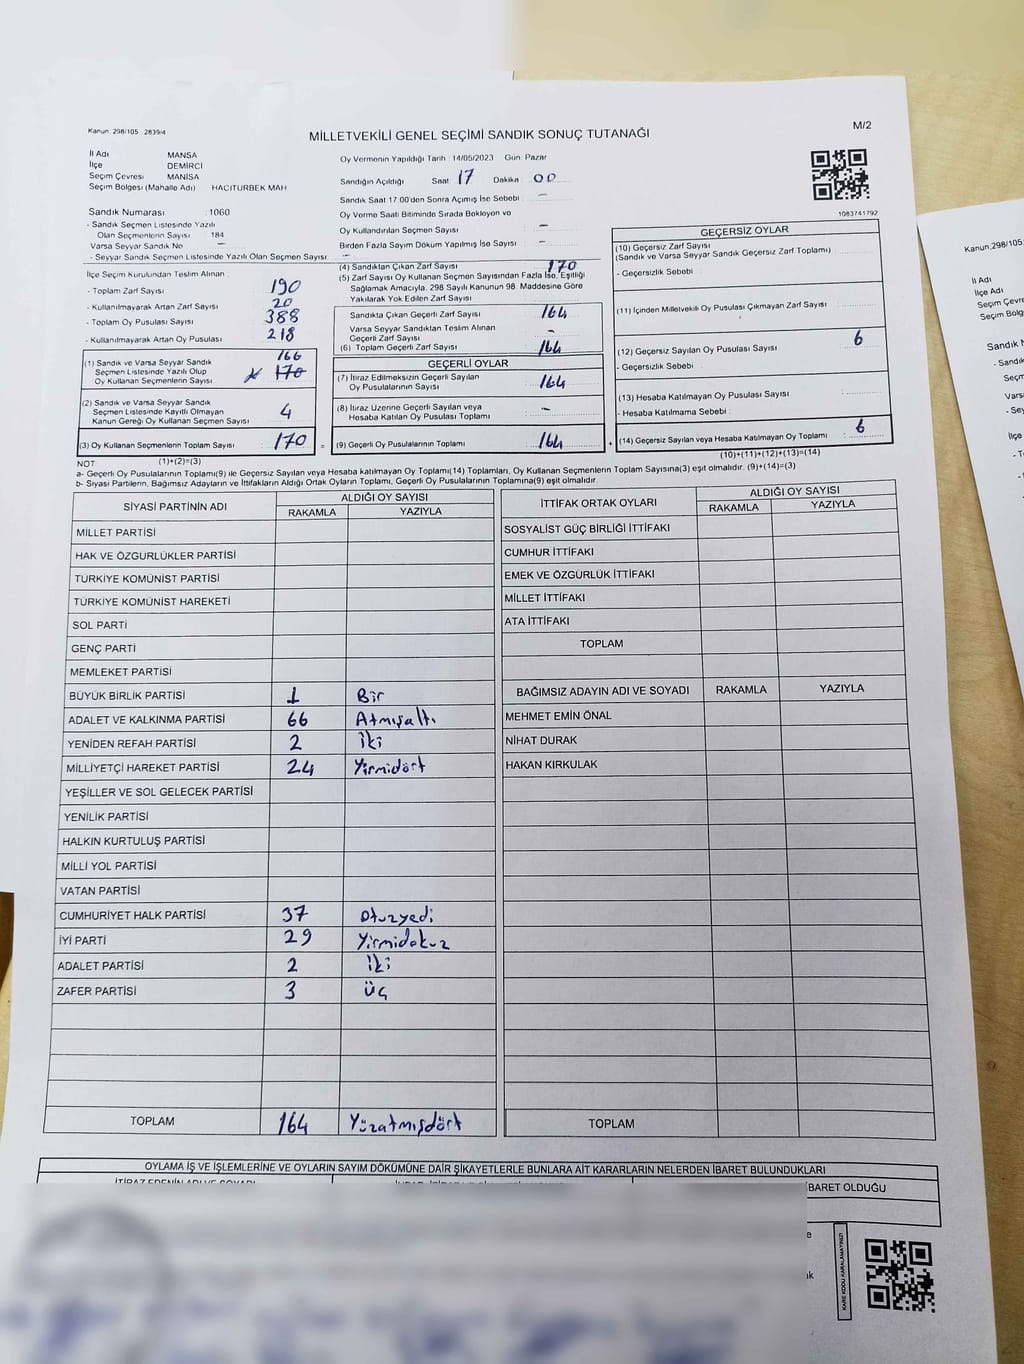 Kanun: 298/105 : 2839/4
MİLLETVEKİLİ GENEL SEÇİMİ SANDIK SONUÇ TUTANAĞI
M/2
İl Adı MANİSA
İlçe DEMİRCİ
Seçim Çevresi MANİSA
Seçim Bölgesi (Mahalle Adı) HACITÜRBEK MAH
Sandık Numarası : 1060
- Sandık Seçmen Listesinde Yazılı
Olan Seçmenlerin Sayısı 184
Varsa Seyyar Sandık No –
- Seyyar Sandık Seçmen Listesinde Yazılı Olan Seçmen Sayısı: –
Oy Vermenin Yapıldığı Tarih 14/05/2023 Gün Pazar
Sandığın Açıldığı Saat 17 Dakika 00
Sandık Saat 17:00'den Sonra Açımış İse Sebebi : –
Oy Verme Saati Bitiminde Sırada Bekleyen ve
Oy Kullandırılan Seçmen Sayısı –
Birden Fazla Sayım Döküm Yapılmış İse Sayısı –
1083741792
İlçe Seçim Kurulundan Teslim Alınan :
- Toplam Zarf Sayısı 190
- Kullanılmayarak Artan Zarf Sayısı 20
- Toplam Oy Pusulası Sayısı 388
- Kullanılmayarak Artan Oy Pusulası 218
(1) Sandık ve Varsa Seyyar Sandık
Seçmen Listesinde Yazılı Olup
Oy Kullanan Seçmenlerin Sayısı 166 170
(2) Sandık ve Varsa Seyyar Sandık
Seçmen Listesinde Kayıtlı Olmayan
Kanun Gereği Oy Kullanan Seçmen Sayısı 4
(3) Oy Kullanan Seçmenlerin Toplam Sayısı 170 =
(4) Sandıktan Çıkan Zarf Sayısı 170
(5) Zarf Sayısı Oy Kullanan Seçmen Sayısından Fazla İse, Eşitliği
Sağlamak Amacıyla, 298 Sayılı Kanunun 98. Maddesine Göre
Yakılarak Yok Edilen Zarf Sayısı
Sandıkta Çıkan Geçerli Zarf Sayısı 164
Varsa Seyyar Sandıktan Teslim Alınan
Geçerli Zarf Sayısı –
(6) Toplam Geçerli Zarf Sayısı 164
GEÇERLİ OYLAR
(7) İtiraz Edilmeksizin Geçerli Sayılan
Oy Pusulalarının Sayısı 164
(8) İtiraz Üzerine Geçerli Sayılan veya
Hesaba Katılan Oy Pusulası Toplamı –
(9) Geçerli Oy Pusulalarının Toplamı 164 +
GEÇERSİZ OYLAR
(10) Geçersiz Zarf Sayısı
(Sandık ve Varsa Seyyar Sandık Geçersiz Zarf Toplamı)
- Geçersizlik Sebebi :
(11) İçinden Milletvekili Oy Pusulası Çıkmayan Zarf Sayısı
(12) Geçersiz Sayılan Oy Pusulası Sayısı 6
- Geçersizlik Sebebi :
(13) Hesaba Katılmayan Oy Pusulası Sayısı
- Hesaba Katılmama Sebebi :
(14) Geçersiz Sayılan veya Hesaba Katılmayan Oy Toplamı 6
(10)+(11)+(12)+(13)=(14)
NOT (1)+(2)=(3)
a- Geçerli Oy Pusulalarının Toplamı(9) ile Geçersiz Sayılan veya Hesaba katılmayan Oy Toplamı(14) Toplamları, Oy Kullanan Seçmenlerin Toplam Sayısına(3) eşit olmalıdır. (9)+(14)=(3)
b- Siyasi Partilerin, Bağımsız Adayların ve İttifakların Aldığı Ortak Oyların Toplamı, Geçerli Oy Pusulalarının Toplamına(9) eşit olmalıdır.
SİYASİ PARTİNİN ADI ALDIĞI OY SAYISI
RAKAMLA YAZIYLA
MİLLET PARTİSİ
HAK VE ÖZGÜRLÜKLER PARTİSİ
TÜRKİYE KOMÜNİST PARTİSİ
TÜRKİYE KOMÜNİST HAREKETİ
SOL PARTİ
GENÇ PARTİ
MEMLEKET PARTİSİ
BÜYÜK BİRLİK PARTİSİ 1 Bir
ADALET VE KALKINMA PARTİSİ 66 Atmışaltı
YENİDEN REFAH PARTİSİ 2 İki
MİLLİYETÇİ HAREKET PARTİSİ 24 Yirmidört
YEŞİLLER VE SOL GELECEK PARTİSİ
YENİLİK PARTİSİ
HALKIN KURTULUŞ PARTİSİ
MİLLİ YOL PARTİSİ
VATAN PARTİSİ
CUMHURİYET HALK PARTİSİ 37 Otuzyedi
İYİ PARTİ 29 Yirmidokuz
ADALET PARTİSİ 2 İki
ZAFER PARTİSİ 3 Üç
TOPLAM 164 Yüzatmışdört
İTTİFAK ORTAK OYLARI ALDIĞI OY SAYISI
RAKAMLA YAZIYLA
SOSYALİST GÜÇ BİRLİĞİ İTTİFAKI
CUMHUR İTTİFAKI
EMEK VE ÖZGÜRLÜK İTTİFAKI
MİLLET İTTİFAKI
ATA İTTİFAKI
TOPLAM
BAĞIMSIZ ADAYIN ADI VE SOYADI RAKAMLA YAZIYLA
MEHMET EMİN ÖNAL
NİHAT DURAK
HAKAN KIRKULAK
TOPLAM
OYLAMA İŞ VE İŞLEMLERİNE VE OYLARIN SAYIM DÖKÜMÜNE DAİR ŞİKAYETLERLE BUNLARA AİT KARARLARIN NELERDEN İBARET BULUNDUKLARI
İBARET OLDUĞU
KARE KODU KARALAMAYINIZ!
Kanun:298/105
İl Adı
İlçe Adı
Seçim Çevre
Seçim Bölg